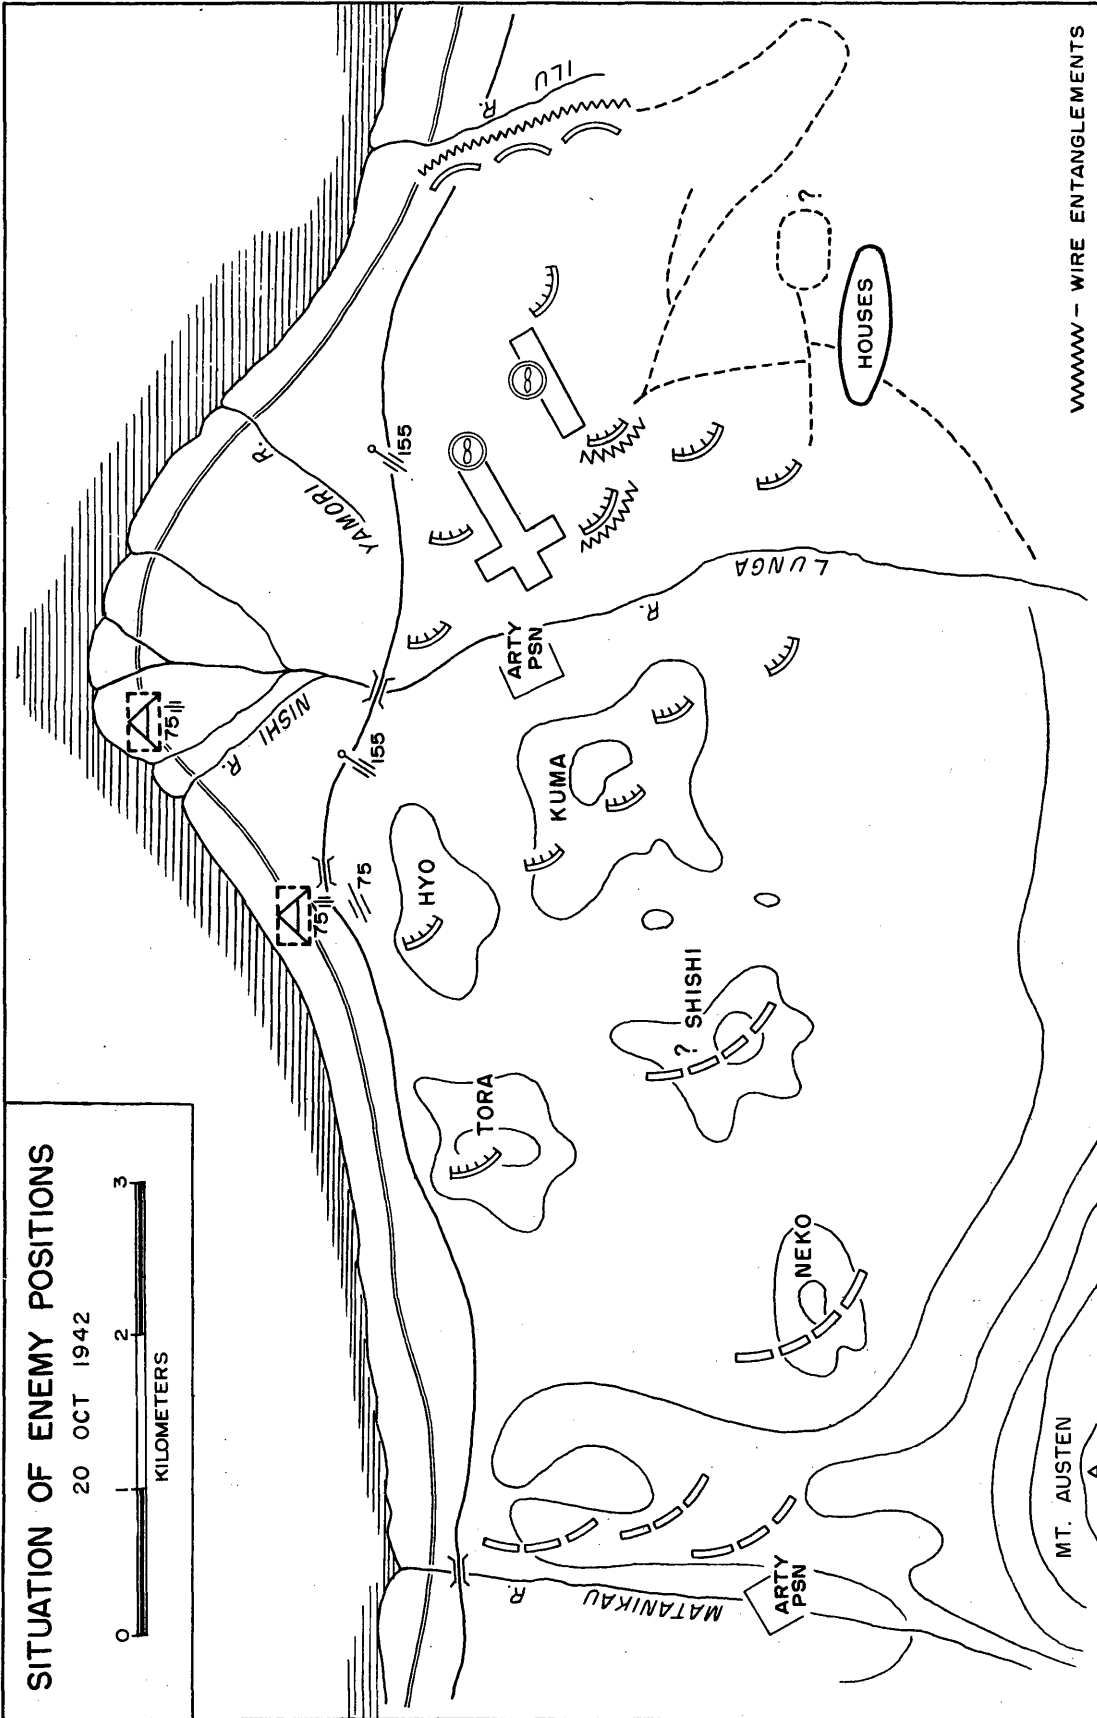 SITUATION OF ENEMY POSITIONS
20 OCT 1942
0 1 2 3
KILOMETERS
R. ILU
R.
YAMORI
155
75
R. NISHI
155
75
75
ARTY
PSN
R. LUNGA
?
HOUSES
HYO
KUMA
TORA
? SHISHI
NEKO
R. MATANIKAU
ARTY
PSN
MT. AUSTEN
WWWW – WIRE ENTANGLEMENTS